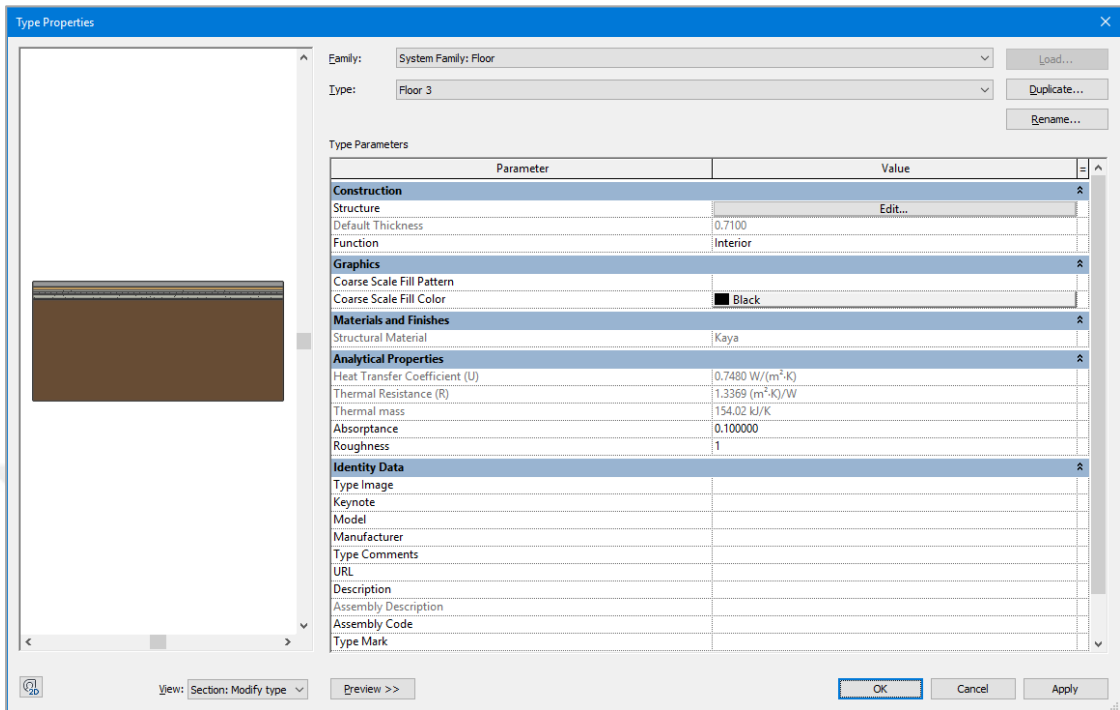 Type Properties
Family: System Family: Floor Load...
Type: Floor 3 Duplicate...
Rename...
Type Parameters
Parameter Value =
Construction
Structure Edit...
Default Thickness 0.7100
Function Interior
Graphics
Coarse Scale Fill Pattern
Coarse Scale Fill Color Black
Materials and Finishes
Structural Material Kaya
Analytical Properties
Heat Transfer Coefficient (U) 0.7480 W/(m²·K)
Thermal Resistance (R) 1.3369 (m²·K)/W
Thermal mass 154.02 kJ/K
Absorptance 0.100000
Roughness 1
Identity Data
Type Image
Keynote
Model
Manufacturer
Type Comments
URL
Description
Assembly Description
Assembly Code
Type Mark
2D View: Section: Modify type Preview >> OK Cancel Apply